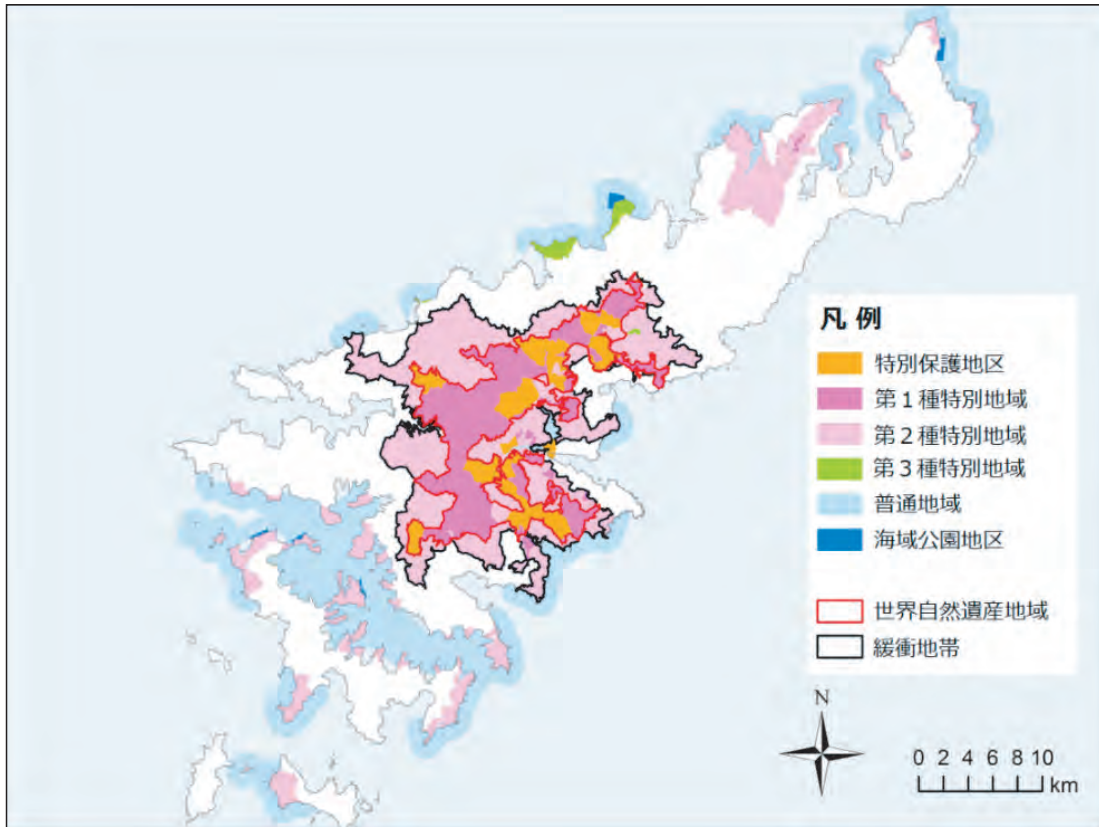 凡例
特別保護地区
第1種特別地域
第2種特別地域
第3種特別地域
普通地域
海域公園地区
世界自然遺産地域
緩衝地帯
N
0 2 4 6 8 10
km